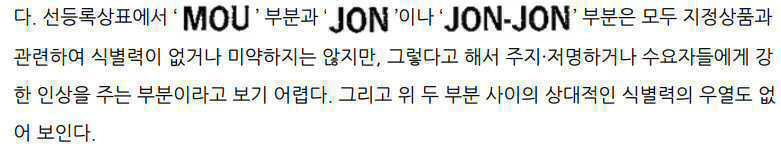 다. 선등록상표에서 ‘MOU’ 부분과 ‘JON’이나 ‘JON-JON’ 부분은 모두 지정상품과
관련하여 식별력이 없거나 미약하지는 않지만, 그렇다고 해서 주지·저명하거나 수요자들에게 강
한 인상을 주는 부분이라고 보기 어렵다. 그리고 위 두 부분 사이의 상대적인 식별력의 우열도 없
어 보인다.